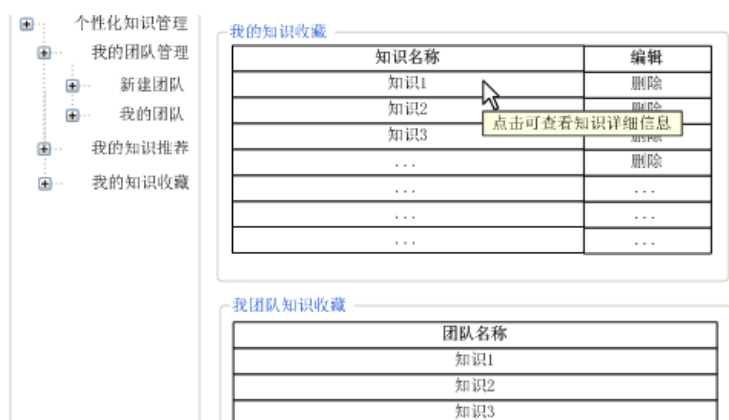 个性化知识管理
我的团队管理
新建团队
我的团队
我的知识推荐
我的知识收藏
我的知识收藏
知识名称 编辑
知识1 删除
知识2 删除
点击可查看知识详细信息
知识3 删除
... 删除
... ...
... ...
... ...
我团队知识收藏
团队名称
知识1
知识2
知识3